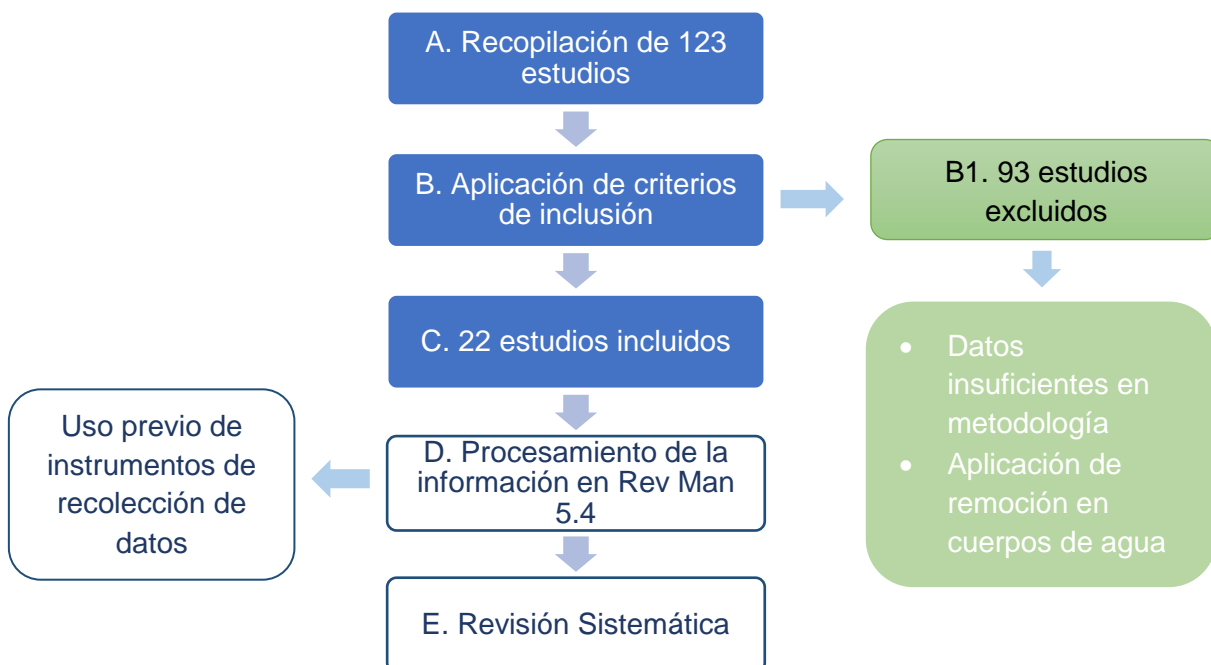 A. Recopilación de 123
estudios
B. Aplicación de criterios
de inclusión
B1. 93 estudios
excluidos
C. 22 estudios incluidos
• Datos
insuficientes en
metodología
• Aplicación de
remoción en
cuerpos de agua
Uso previo de
instrumentos de
recolección de
datos
D. Procesamiento de la
información en Rev Man
5.4
E. Revisión Sistemática